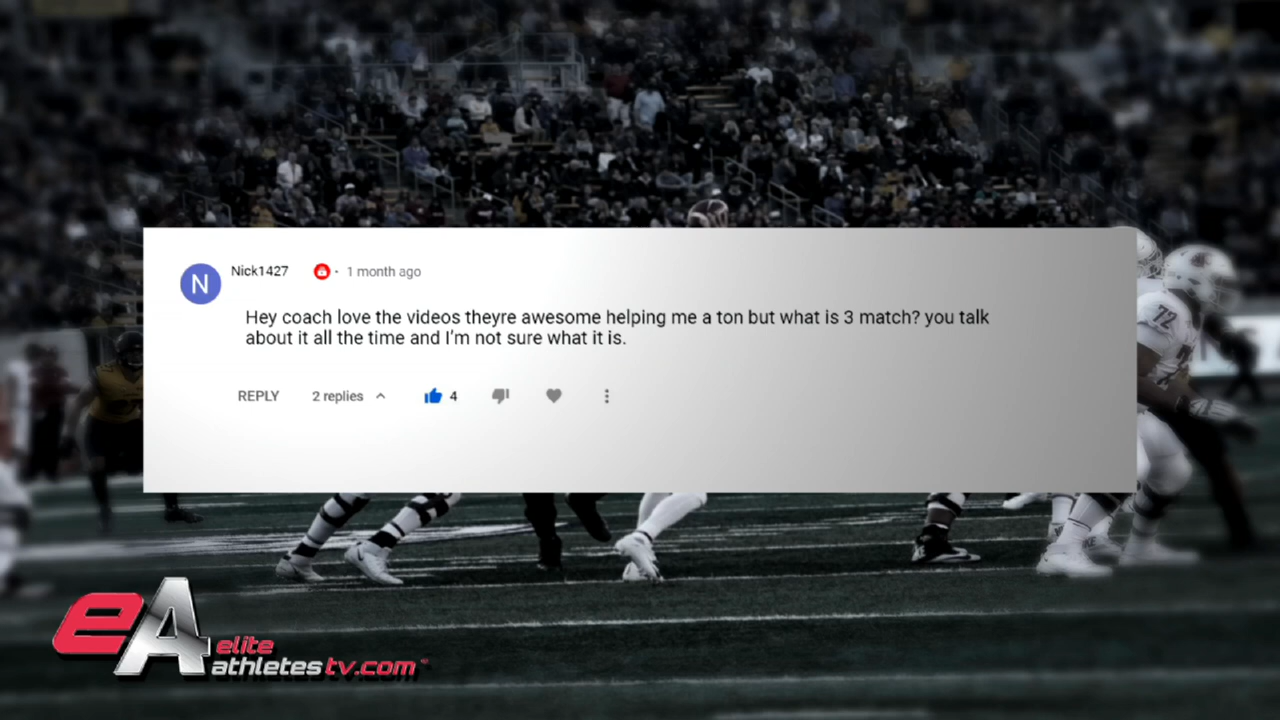 N
Nick1427 · 1 month ago
Hey coach love the videos theyre awesome helping me a ton but what is 3 match? you talk
about it all the time and I'm not sure what it is.
REPLY 2 replies 4
72
eA
elite
athletestv.com